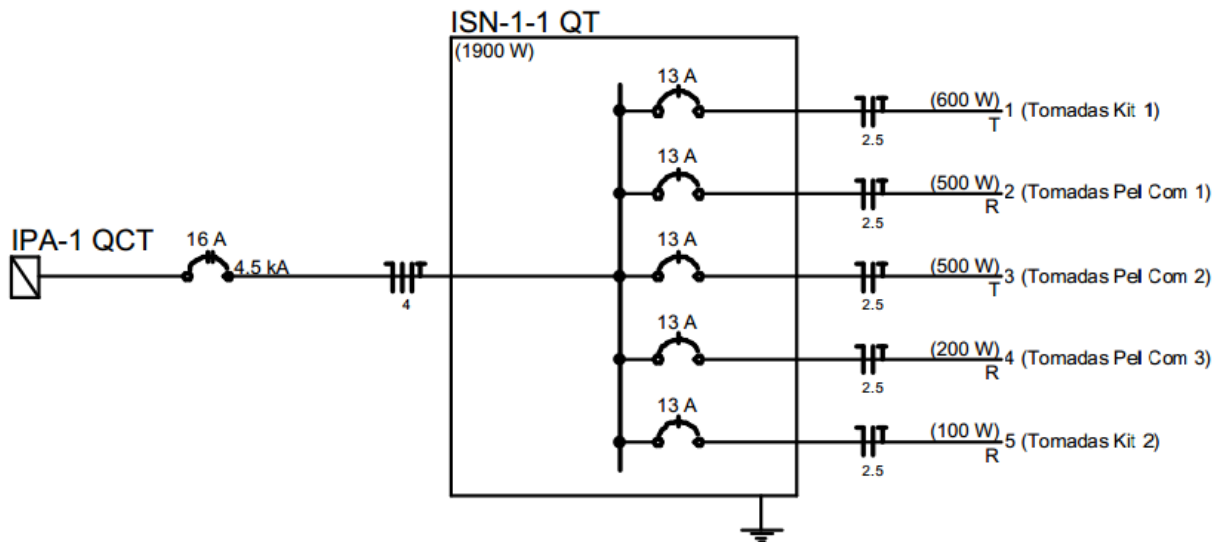 ISN-1-1 QT
(1900 W)
13 A
(600 W) 1 (Tomadas Kit 1)
T
2.5
13 A
(500 W) 2 (Tomadas Pel Com 1)
R
2.5
IPA-1 QCT
16 A
4.5 kA
4
13 A
(500 W) 3 (Tomadas Pel Com 2)
T
2.5
13 A
(200 W) 4 (Tomadas Pel Com 3)
R
2.5
13 A
(100 W) 5 (Tomadas Kit 2)
R
2.5